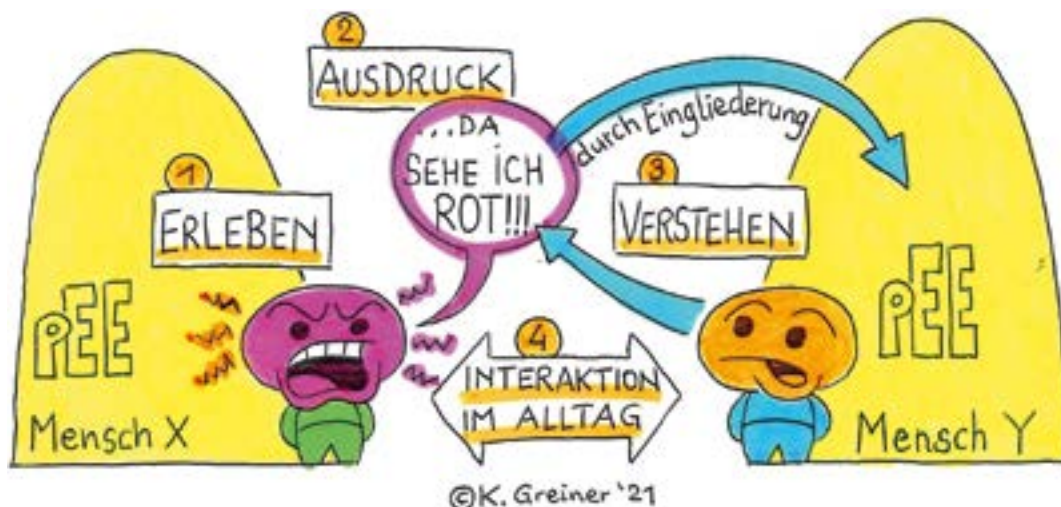 2
AUSDRUCK
...DA
SEHE ICH
ROT!!!
durch Eingliederung
1
ERLEBEN
3
VERSTEHEN
pEE
Mensch X
4
INTERAKTION
IM ALLTAG
pEE
Mensch Y
©K. Greiner '21